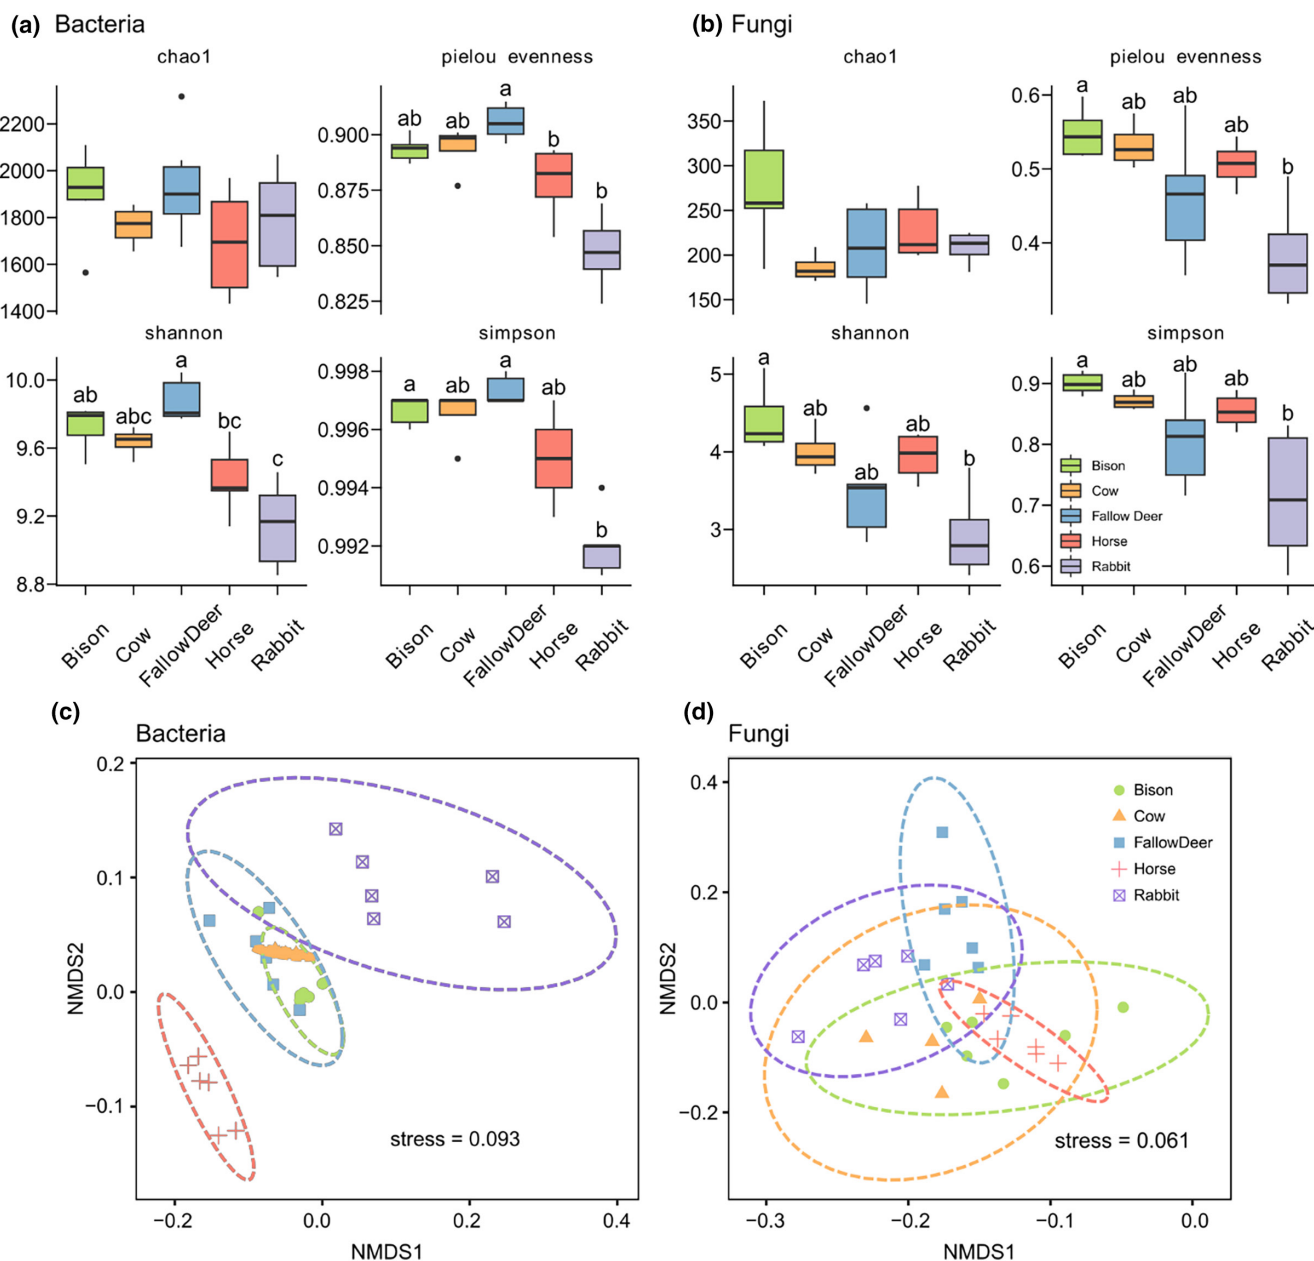 (a) Bacteria
(b) Fungi
chao1
pielou evenness
chao1
pielou evenness
2200
2000
1800
1600
1400
0.900
0.875
0.850
0.825
ab ab a b b
350
300
250
200
150
0.6
0.5
0.4
a ab ab ab b
shannon
simpson
shannon
simpson
10.0
9.6
9.2
8.8
ab abc a bc c
0.998
0.996
0.994
0.992
a ab a ab b
5
4
3
a ab ab ab b
0.9
0.8
0.7
0.6
a ab ab ab b
Bison
Cow
Fallow Deer
Horse
Rabbit
Bison Cow FallowDeer Horse Rabbit
Bison Cow FallowDeer Horse Rabbit
Bison Cow FallowDeer Horse Rabbit
Bison Cow FallowDeer Horse Rabbit
(c)
Bacteria
0.2
0.1
0.0
−0.1
NMDS2
stress = 0.093
−0.2 0.0 0.2 0.4
NMDS1
(d)
Fungi
0.4
0.2
0.0
−0.2
NMDS2
Bison
Cow
FallowDeer
Horse
Rabbit
stress = 0.061
−0.3 −0.2 −0.1 0.0
NMDS1